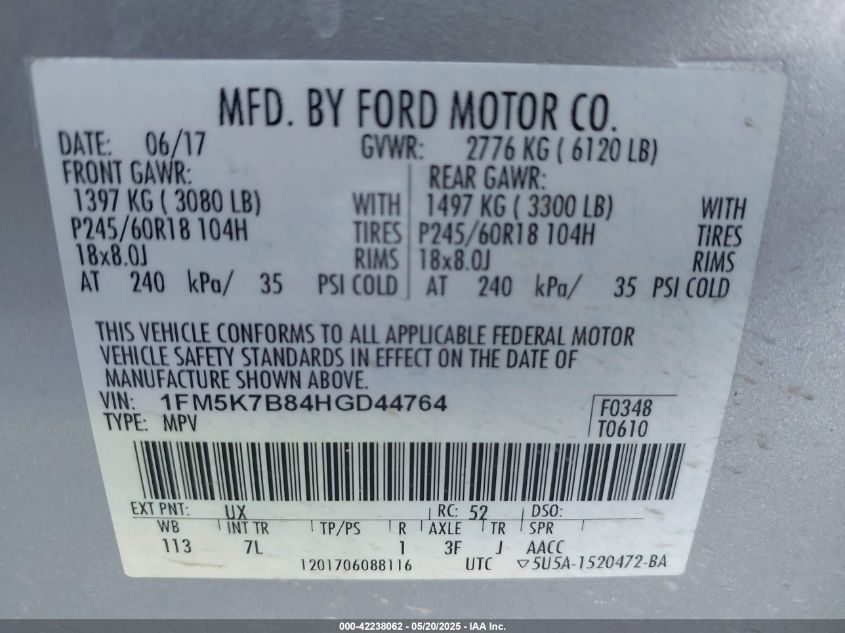 MFD. BY FORD MOTOR CO.
DATE: 06/17 GVWR: 2776 KG ( 6120 LB)
FRONT GAWR: REAR GAWR:
1397 KG ( 3080 LB) WITH 1497 KG ( 3300 LB) WITH
P245/60R18 104H TIRES P245/60R18 104H TIRES
18x8.0J RIMS 18x8.0J RIMS
AT 240 kPa/ 35 PSI COLD AT 240 kPa/ 35 PSI COLD
THIS VEHICLE CONFORMS TO ALL APPLICABLE FEDERAL MOTOR
VEHICLE SAFETY STANDARDS IN EFFECT ON THE DATE OF
MANUFACTURE SHOWN ABOVE.
VIN: 1FM5K7B84HGD44764 F0348
TYPE: MPV T0610
EXT PNT: UX RC: 52 DSO:
WB INT TR TP/PS R AXLE TR SPR
113 7L 1 3F J AACC
1201706088116 UTC ▽5U5A-1520472-BA
000-42238062 - 05/20/2025 - IAA Inc.